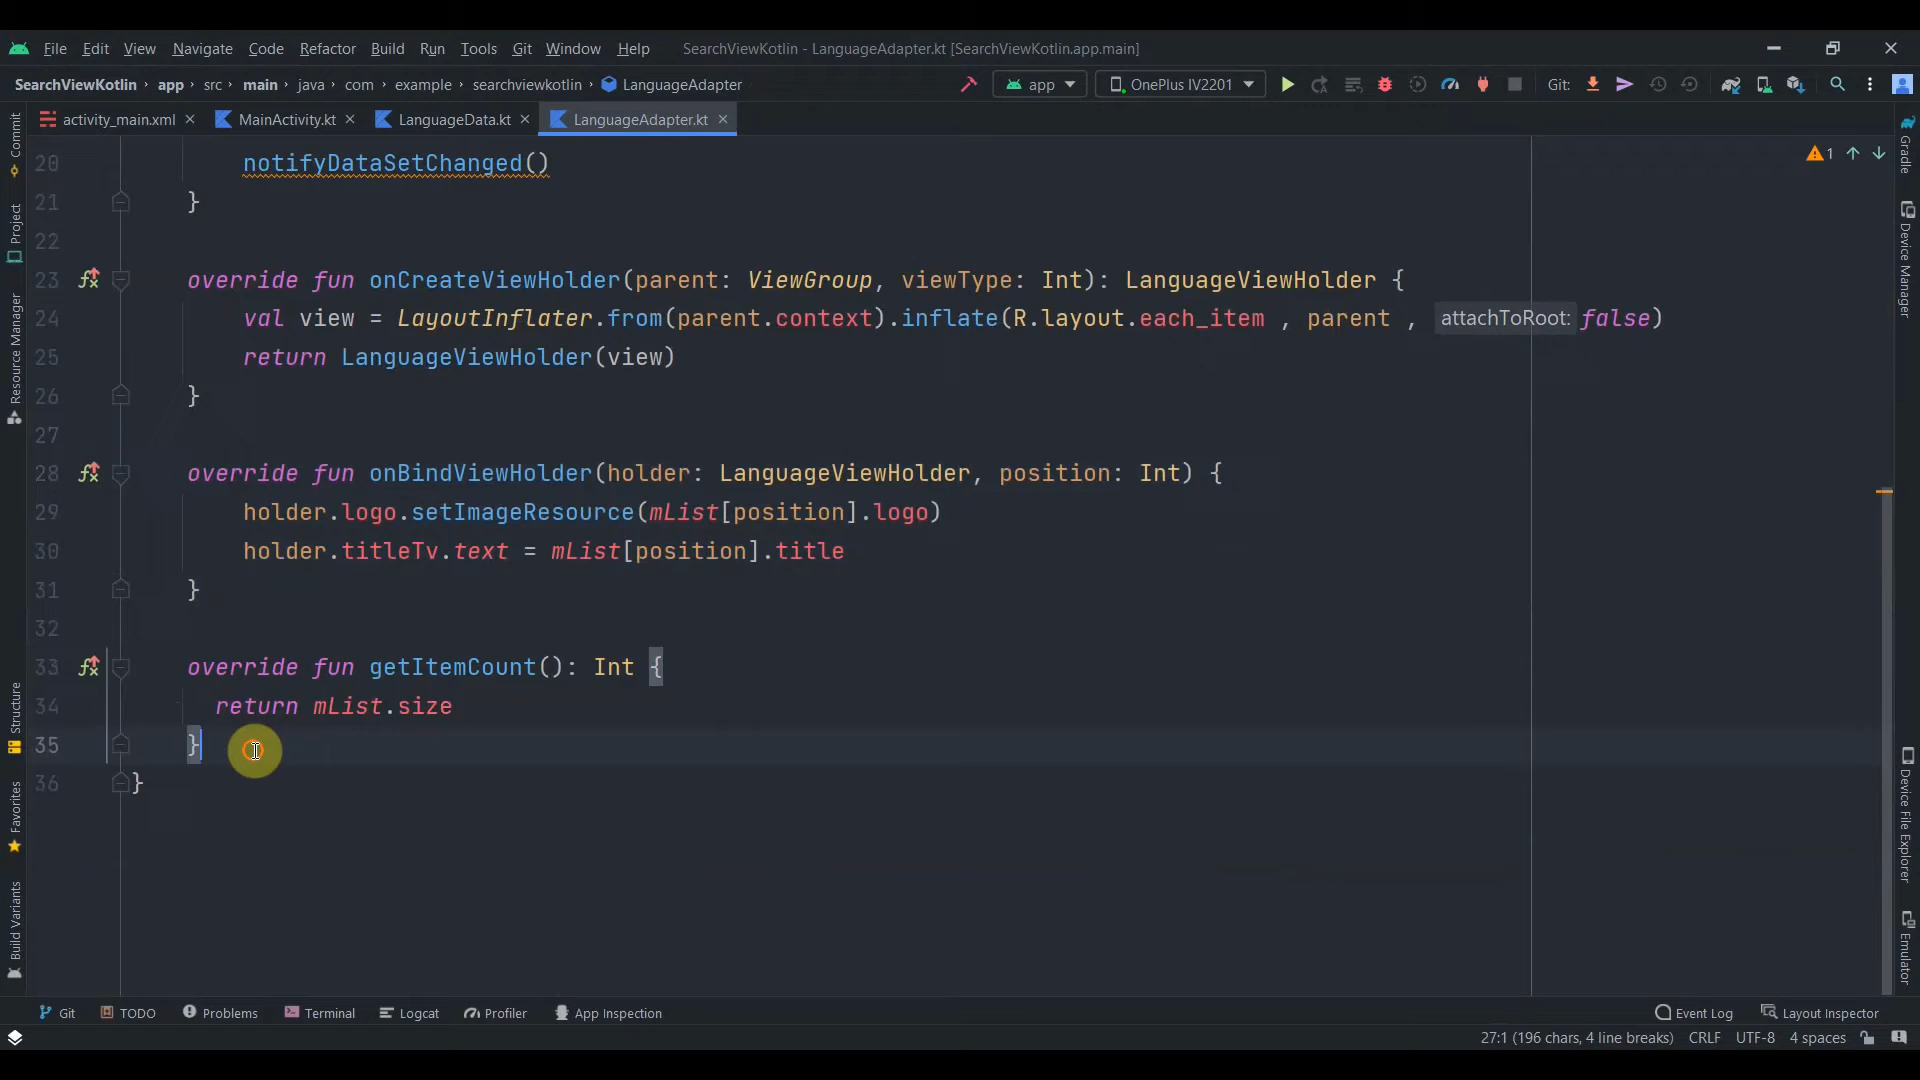 File Edit View Navigate Code Refactor Build Run Tools Git Window Help SearchViewKotlin - LanguageAdapter.kt [SearchViewKotlin.app.main]
SearchViewKotlin › app › src › main › java › com › example › searchviewkotlin › LanguageAdapter app OnePlus IV2201 Git:
activity_main.xml MainActivity.kt LanguageData.kt LanguageAdapter.kt
20 notifyDataSetChanged() 1
21 }
22
23 override fun onCreateViewHolder(parent: ViewGroup, viewType: Int): LanguageViewHolder {
24 val view = LayoutInflater.from(parent.context).inflate(R.layout.each_item , parent , attachToRoot: false)
25 return LanguageViewHolder(view)
26 }
27
28 override fun onBindViewHolder(holder: LanguageViewHolder, position: Int) {
29 holder.logo.setImageResource(mList[position].logo)
30 holder.titleTv.text = mList[position].title
31 }
32
33 override fun getItemCount(): Int {
34 return mList.size
35 }
36 }
Commit
Project
Resource Manager
Structure
Favorites
Build Variants
Gradle
Device Manager
Device File Explorer
Emulator
Git TODO Problems Terminal Logcat Profiler App Inspection Event Log Layout Inspector
27:1 (196 chars, 4 line breaks) CRLF UTF-8 4 spaces